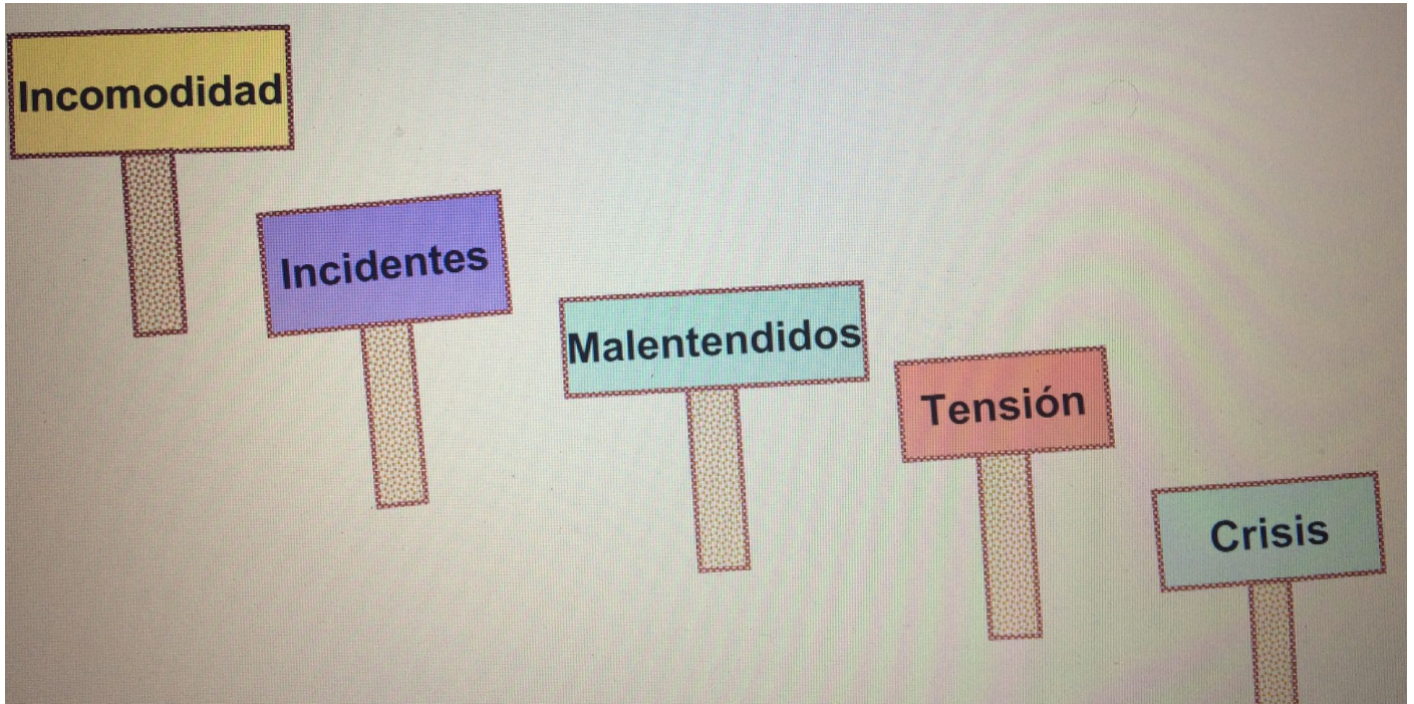 Incomodidad
Incidentes
Malentendidos
Tensión
Crisis